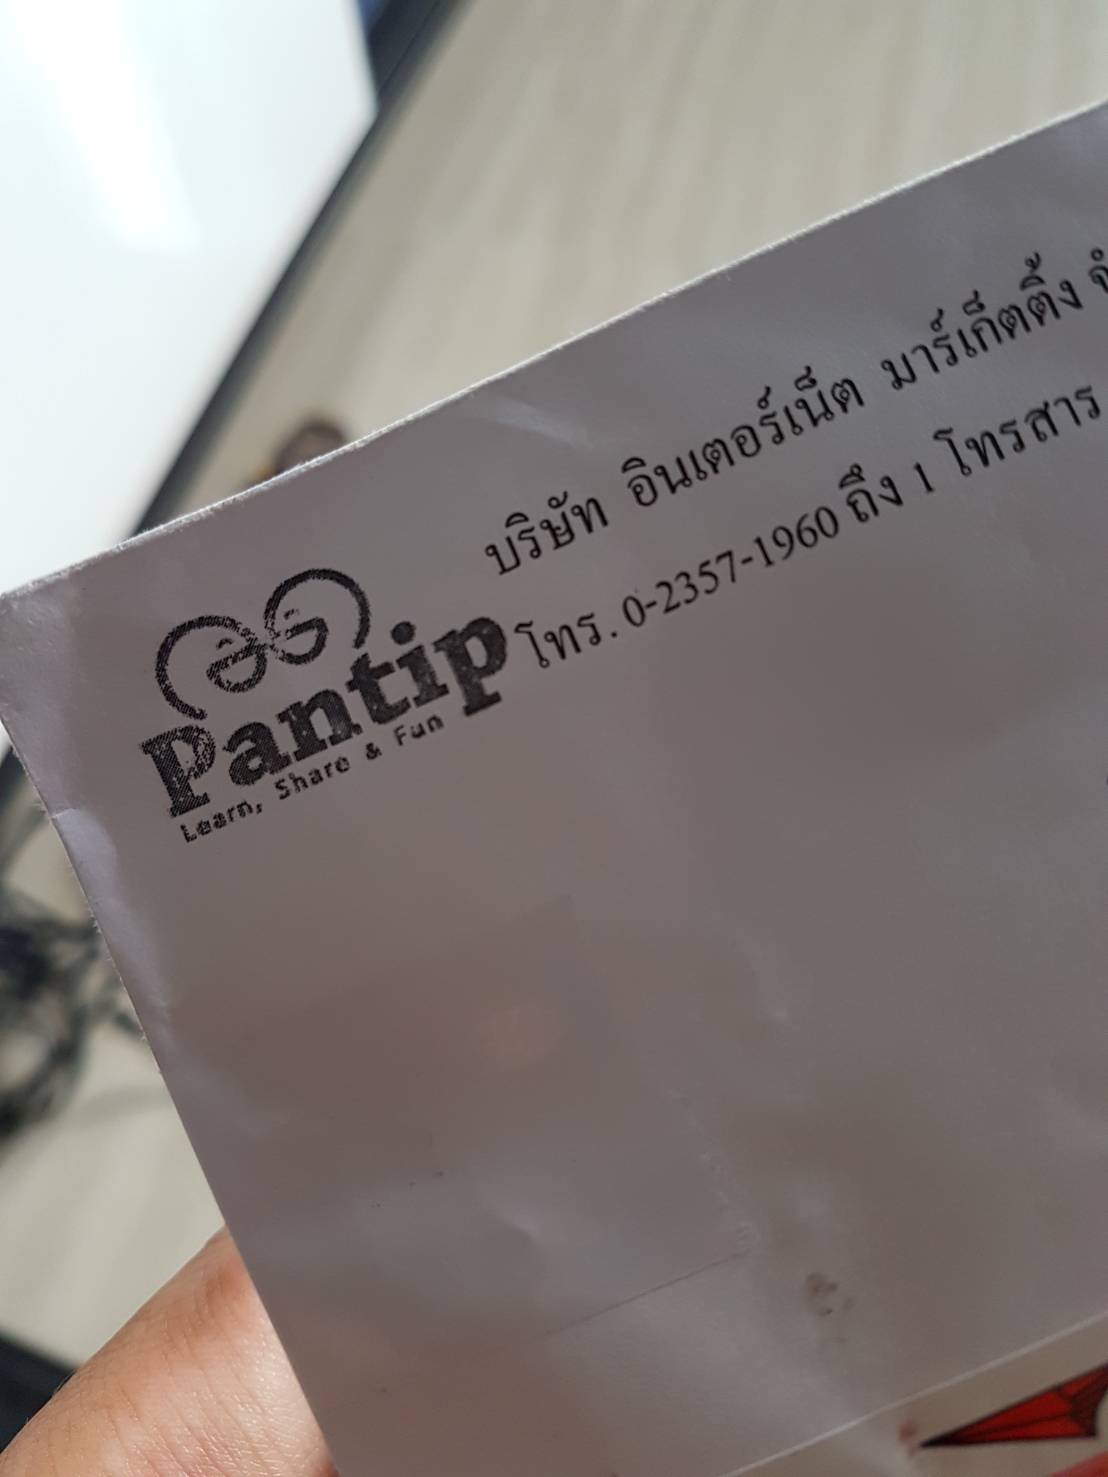 บริษัท อินเตอร์เน็ต มาร์เก็ตติ้ง
โทร. 0-2357-1960 ถึง 1 โทรสาร
Pantip
Learn, Share & Fun